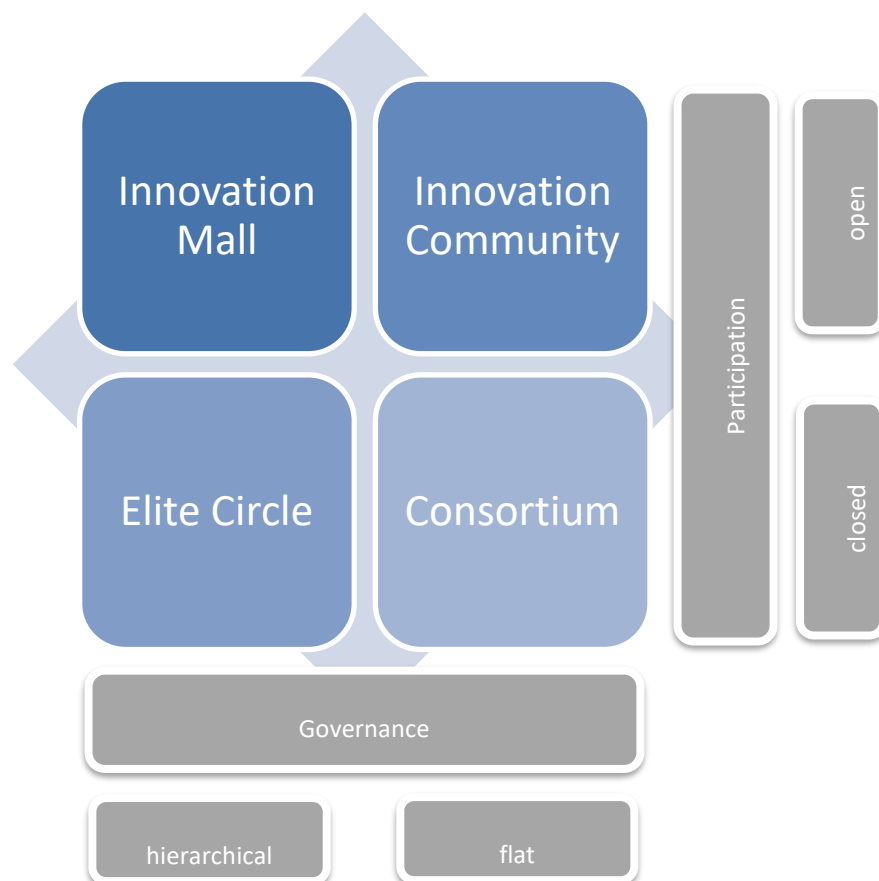 Innovation
Mall
Innovation
Community
Participation
open
Elite Circle
Consortium
closed
Governance
hierarchical
flat